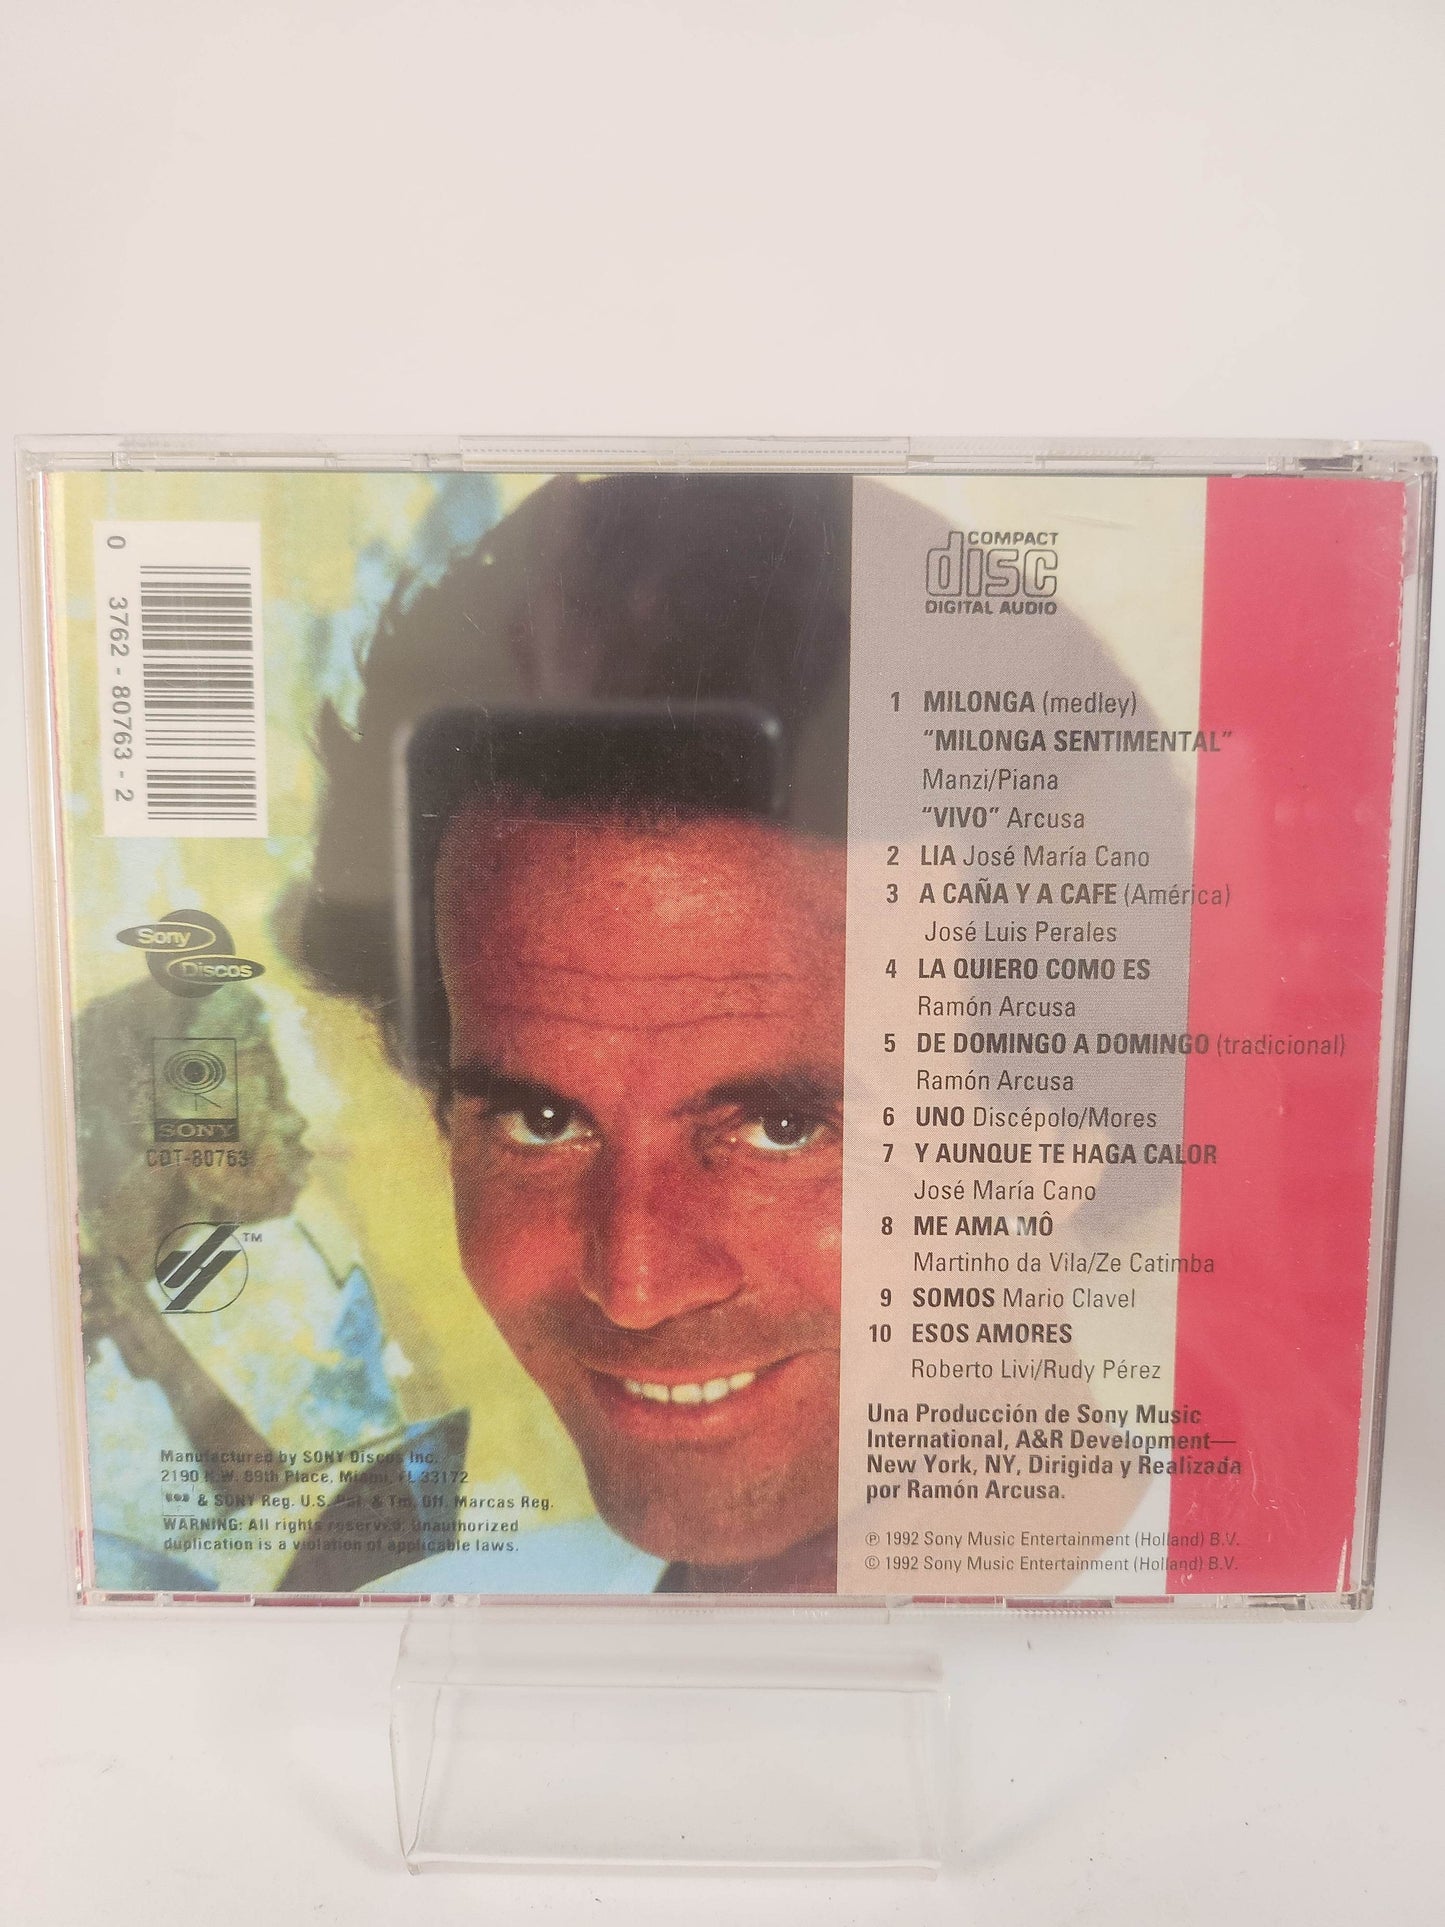 0 3762 - 80763 - 2
Sony
Discos
SONY
CDT-80763
TM
Manufactured by SONY Discos Inc.
2190 N.W. 89th Place, Miami, FL 33172
& SONY Reg. U.S. Pat. & Tm. Off. Marcas Reg.
WARNING: All rights reserved. Unauthorized
duplication is a violation of applicable laws.
COMPACT
disc
DIGITAL AUDIO
1 MILONGA (medley)
“MILONGA SENTIMENTAL”
Manzi/Piana
“VIVO” Arcusa
2 LIA José María Cano
3 A CAÑA Y A CAFE (América)
José Luis Perales
4 LA QUIERO COMO ES
Ramón Arcusa
5 DE DOMINGO A DOMINGO (tradicional)
Ramón Arcusa
6 UNO Discépolo/Mores
7 Y AUNQUE TE HAGA CALOR
José María Cano
8 ME AMA MÔ
Martinho da Vila/Ze Catimba
9 SOMOS Mario Clavel
10 ESOS AMORES
Roberto Livi/Rudy Pérez
Una Producción de Sony Music
International, A&R Development—
New York, NY, Dirigida y Realizada
por Ramón Arcusa.
℗ 1992 Sony Music Entertainment (Holland) B.V.
© 1992 Sony Music Entertainment (Holland) B.V.